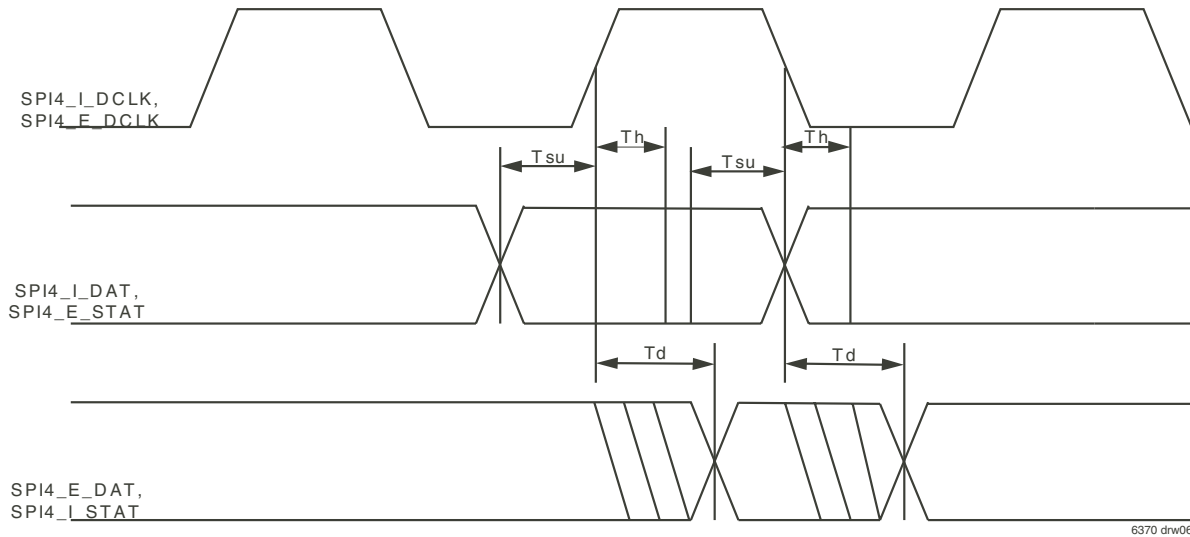 SPI4_I_DCLK,
SPI4_E_DCLK
Th
Th
Tsu
Tsu
SPI4_I_DAT,
SPI4_E_STAT
Td
Td
SPI4_E_DAT,
SPI4_I_STAT
6370 drw06